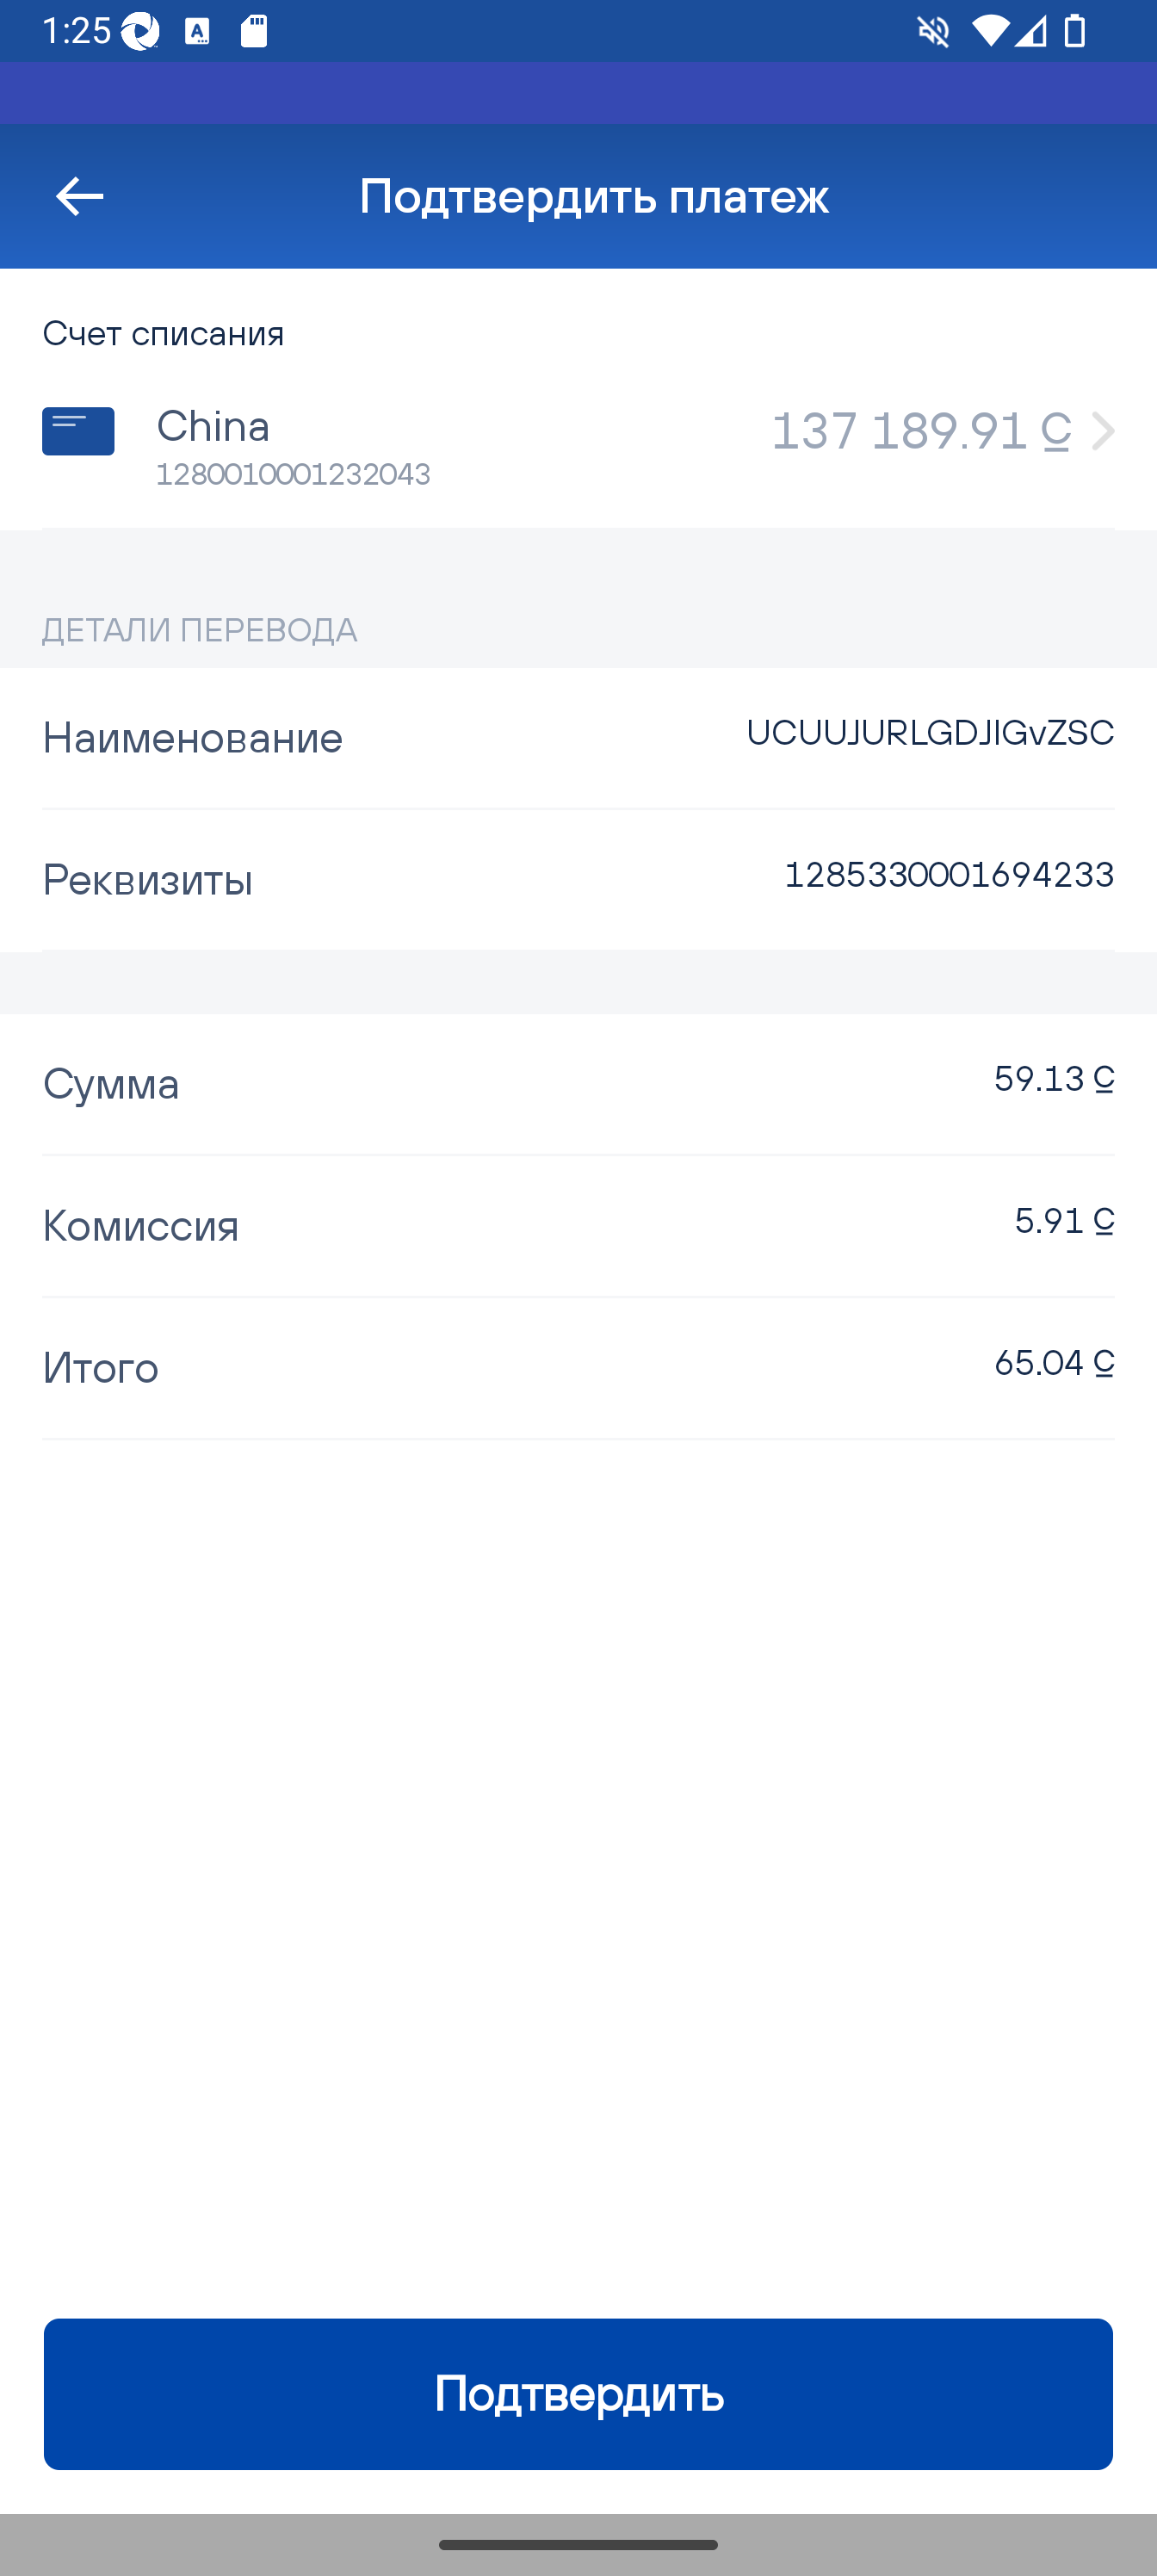 1:25
Подтвердить платеж
Счет списания
China
137 189.91 С
1280010001232043
ДЕТАЛИ ПЕРЕВОДА
Наименование
UCUUJURLGDJIGvZSC
Реквизиты
1285330001694233
Сумма
59.13 С
Комиссия
5.91 С
Итого
65.04 С
Подтвердить